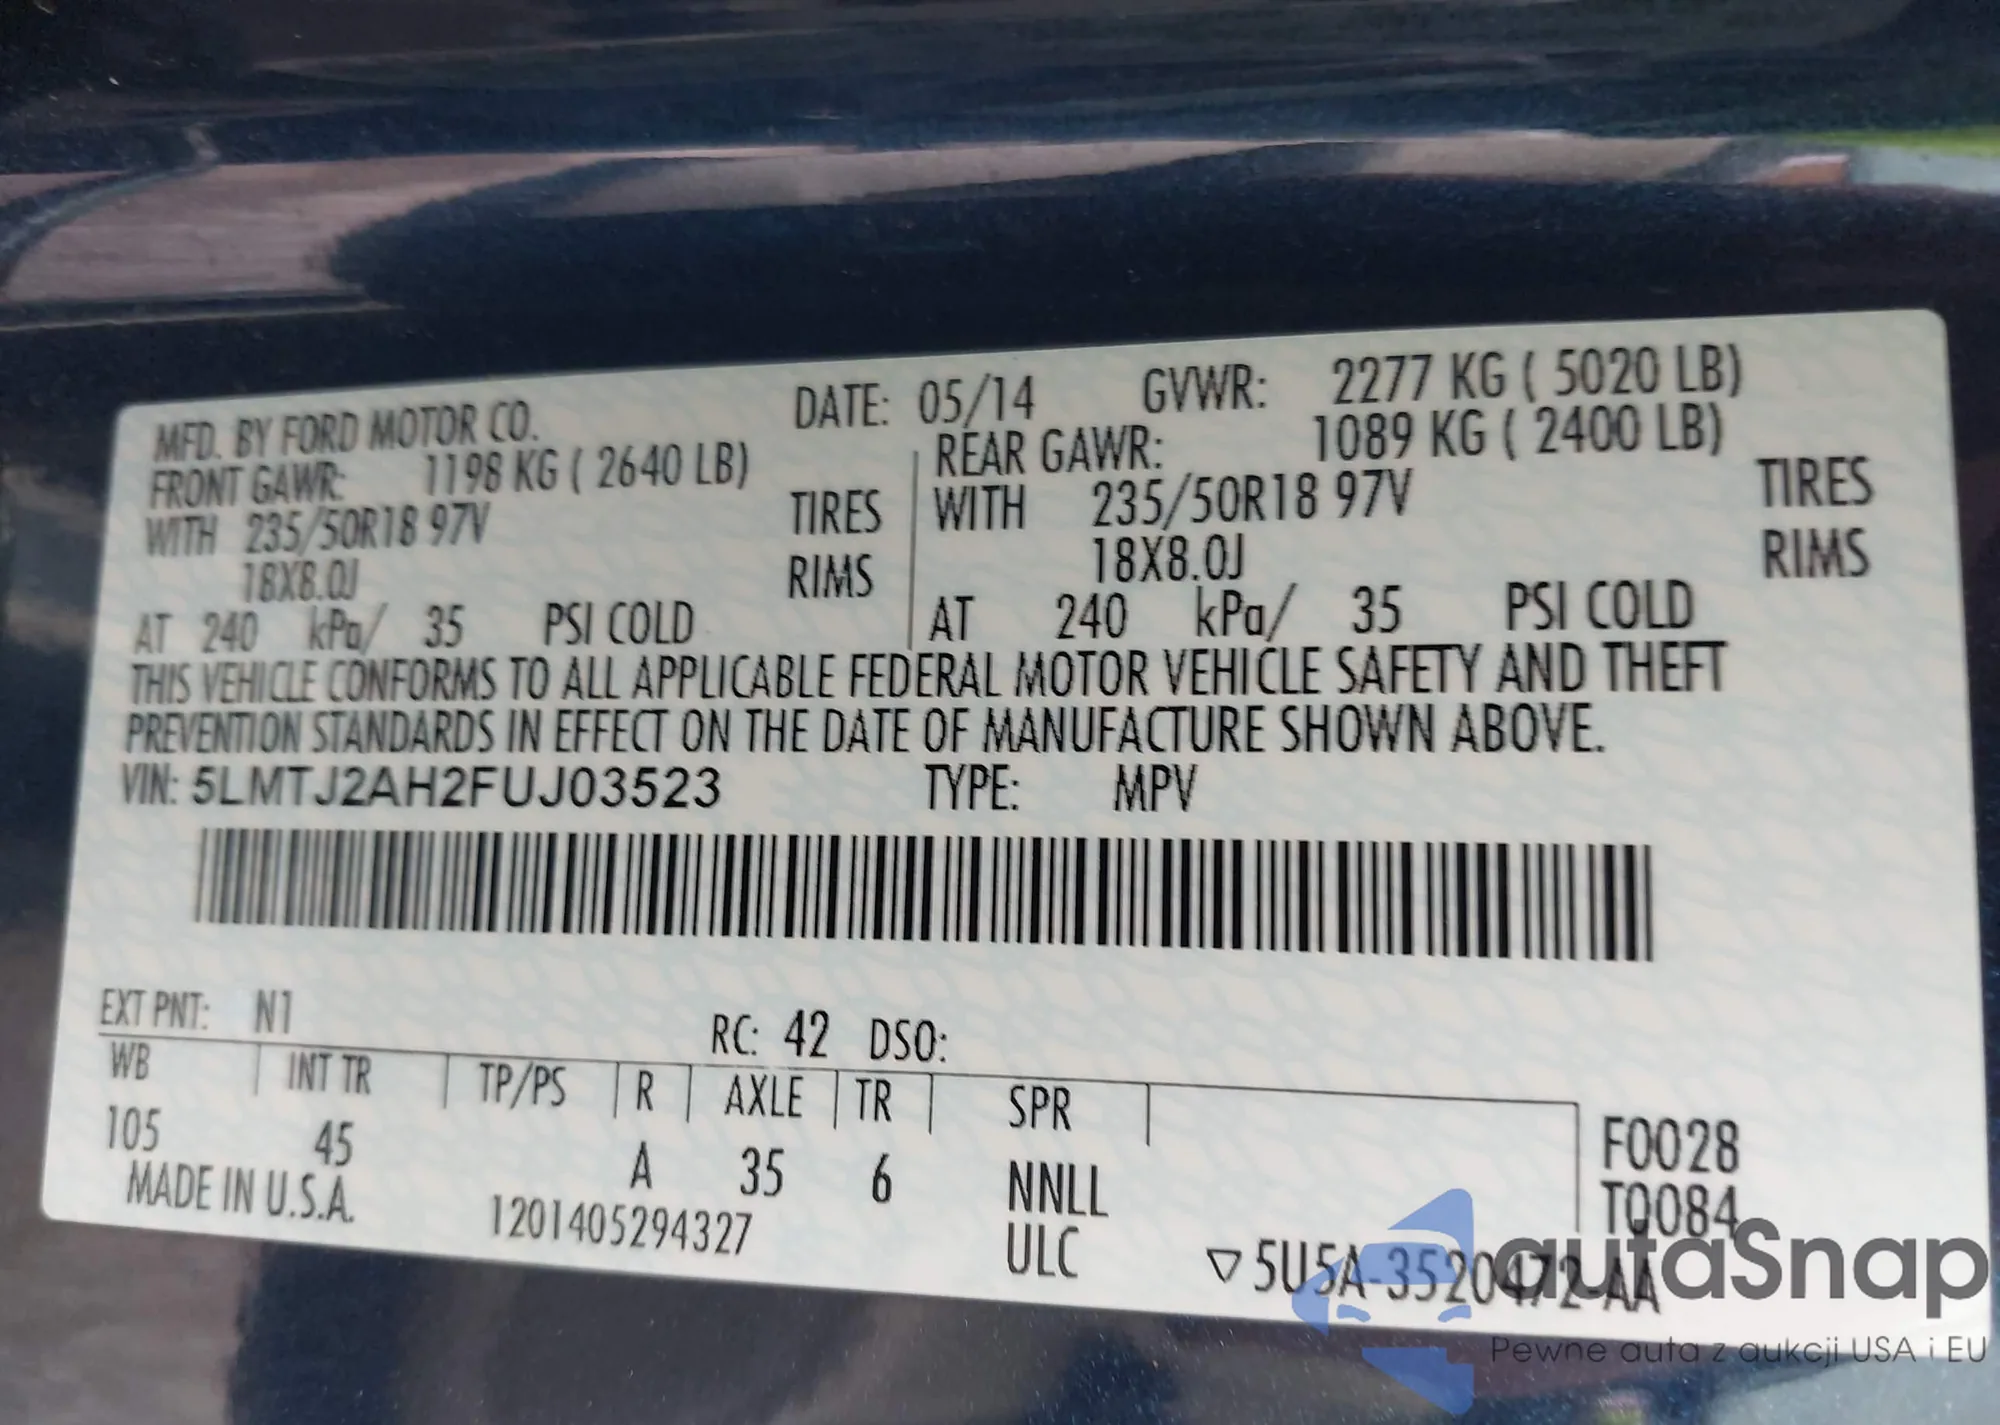 MFD. BY FORD MOTOR CO. DATE: 05/14 GVWR: 2277 KG ( 5020 LB)
FRONT GAWR: 1198 KG ( 2640 LB) REAR GAWR: 1089 KG ( 2400 LB)
WITH 235/50R18 97V TIRES WITH 235/50R18 97V TIRES
18X8.0J RIMS 18X8.0J RIMS
AT 240 kPa/ 35 PSI COLD AT 240 kPa/ 35 PSI COLD
THIS VEHICLE CONFORMS TO ALL APPLICABLE FEDERAL MOTOR VEHICLE SAFETY AND THEFT
PREVENTION STANDARDS IN EFFECT ON THE DATE OF MANUFACTURE SHOWN ABOVE.
VIN: 5LMTJ2AH2FUJ03523 TYPE: MPV
EXT PNT: N1 RC: 42 DSO:
WB INT TR TP/PS R AXLE TR SPR
105 45 A 35 6 NNLL F0028
MADE IN U.S.A. 1201405294327 ULC T0084
▽5U5A-3520472-AA
autaSnap
Pewne auta z aukcji USA i EU